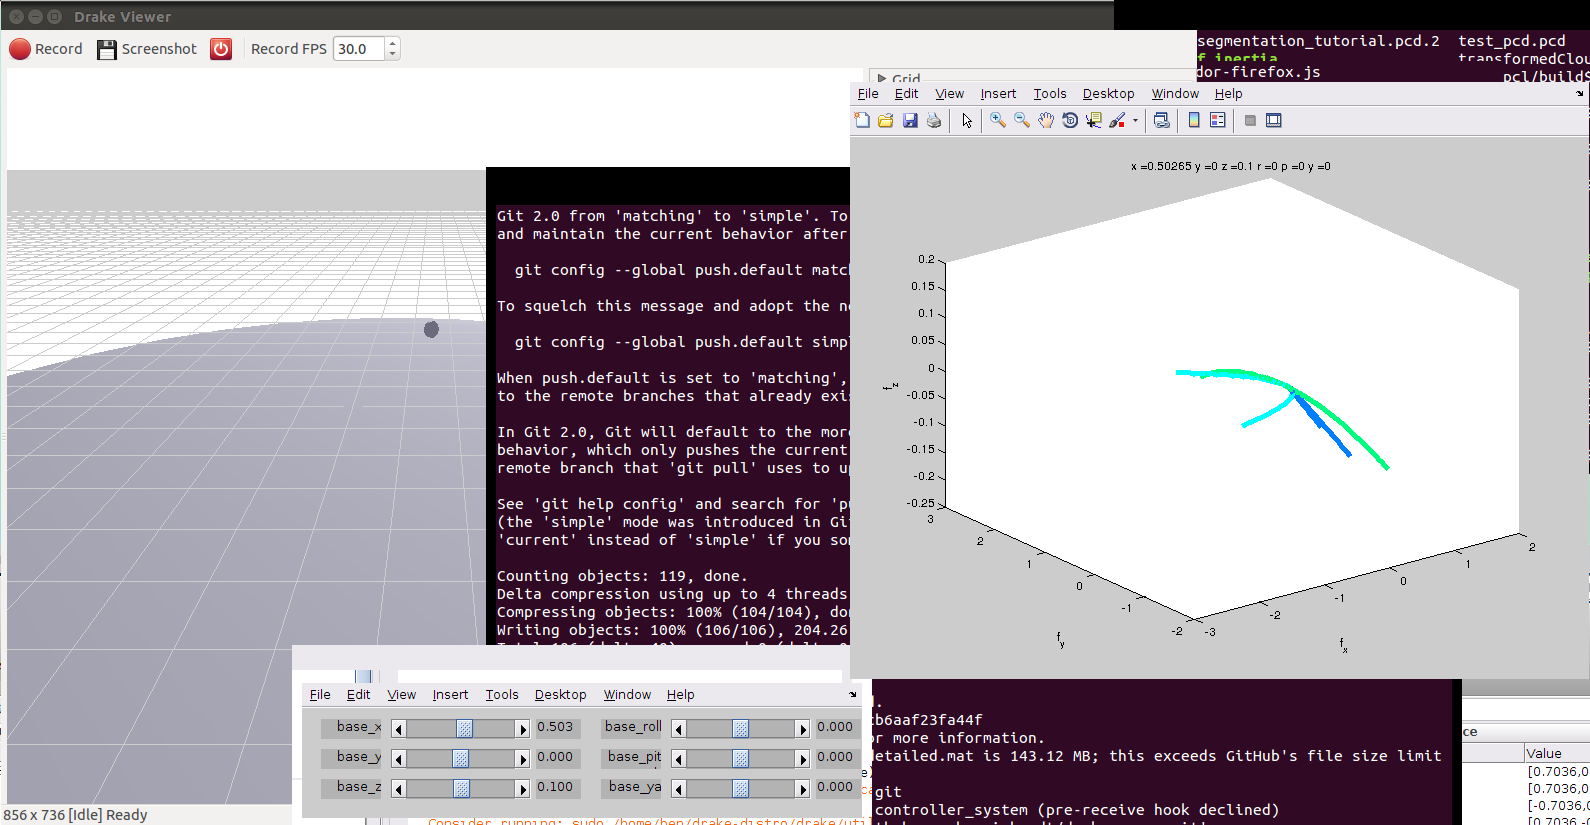 Drake Viewer
Record Screenshot Record FPS 30.0
Grid
segmentation_tutorial.pcd.2 test_pcd.pcd
f inertia transformedClou
dor-firefox.js
pcl/build
File Edit View Insert Tools Desktop Window Help
x =0.50265 y =0 z =0.1 r =0 p =0 y =0
0.2
0.15
0.1
0.05
0
-0.05
-0.1
-0.15
-0.2
-0.25
f_z
3
2
1
0
-1
-2
f_y
-3
-2
-1
0
1
2
f_x
Git 2.0 from 'matching' to 'simple'. To
and maintain the current behavior after
git config --global push.default matc
To squelch this message and adopt the n
git config --global push.default simpl
When push.default is set to 'matching',
to the remote branches that already exis
In Git 2.0, Git will default to the more
behavior, which only pushes the current
remote branch that 'git pull' uses to up
See 'git help config' and search for 'pu
(the 'simple' mode was introduced in Gi
'current' instead of 'simple' if you som
Counting objects: 119, done.
Delta compression using up to 4 threads
Compressing objects: 100% (104/104), don
Writing objects: 100% (106/106), 204.26
File Edit View Insert Tools Desktop Window Help
base_x 0.503 base_roll 0.000
base_y 0.000 base_pit 0.000
base_z 0.100 base_ya 0.000
d.
cb6aaf23fa44f
or more information.
detailed.mat is 143.12 MB; this exceeds GitHub's file size limit
git
controller_system (pre-receive hook declined)
ce
Value
[0.7036,0
[0.7036,0
[-0.7036,
[0.7036,-0
Consider running: sudo /home/ben/drake-distro/drake/util
856 x 736 [Idle] Ready